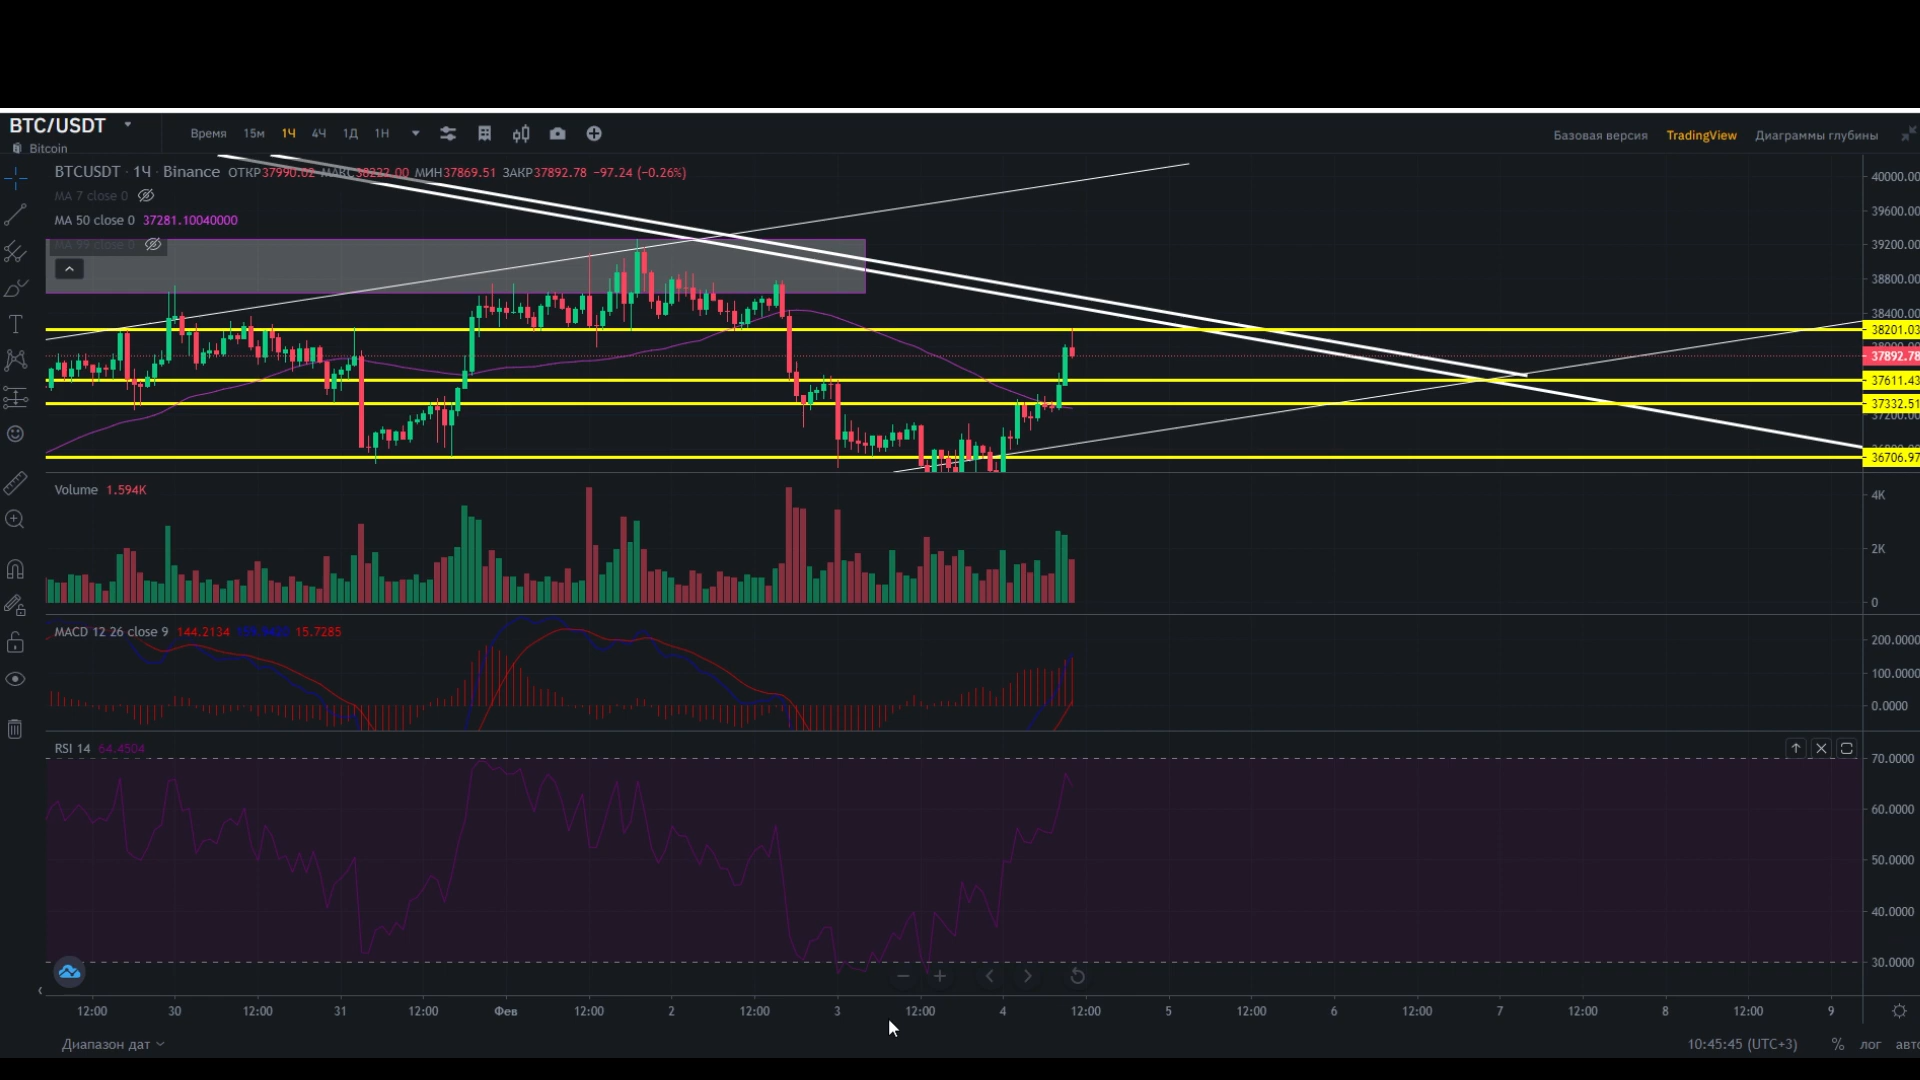 BTC/USDT
Bitcoin
Время 15м 1Ч 4Ч 1Д 1Н
Базовая версия TradingView Диаграммы глубины
BTCUSDT · 1Ч · Binance ОТКР37990.02 МАКС38223.00 МИН37869.51 ЗАКР37892.78 −97.24 (−0.26%)
MA 7 close 0
MA 50 close 0 37281.10040000
MA 99 close 0
40000.00
39600.00
39200.00
38800.00
38400.00
38201.03
37892.78
37611.43
37332.51
37200.00
36706.97
Volume 1.594K
4K
2K
0
MACD 12 26 close 9 144.2134 15.7285
200.0000
100.0000
0.0000
RSI 14 64.4504
70.0000
60.0000
50.0000
40.0000
30.0000
12:00 30 12:00 31 12:00 Фев 12:00 2 12:00 3 12:00 4 12:00 5 12:00 6 12:00 7 12:00 8 12:00 9
Диапазон дат
10:45:45 (UTC+3) % лог авто